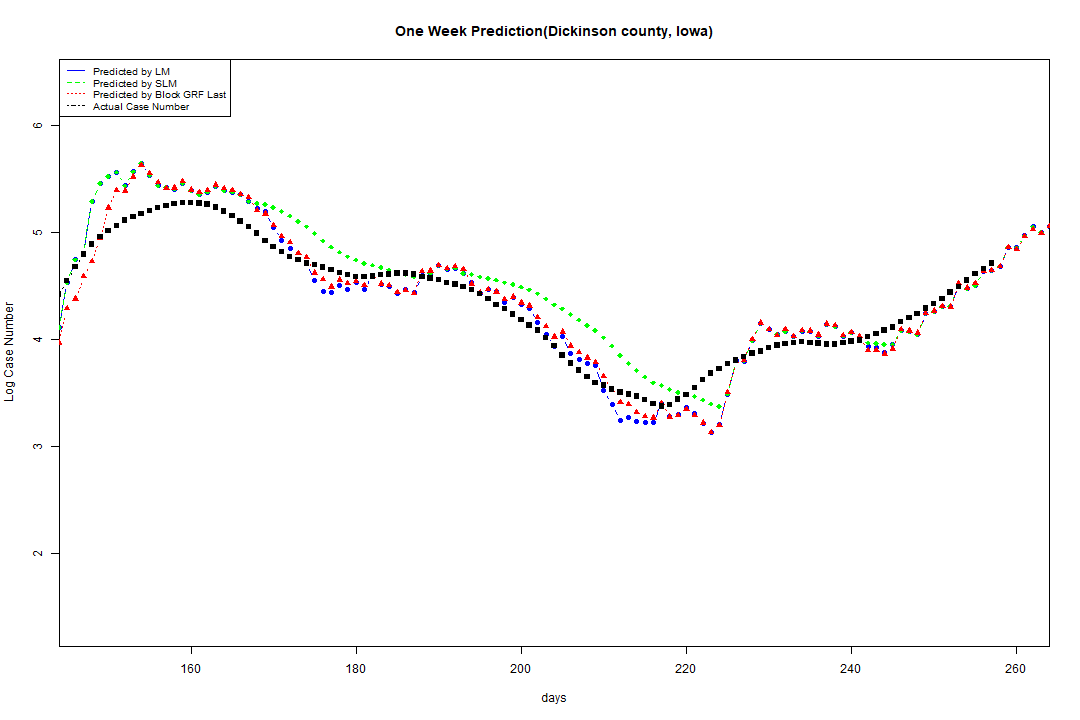 One Week Prediction(Dickinson county, Iowa)
Predicted by LM
Predicted by SLM
Predicted by Block GRF Last
Actual Case Number
Log Case Number
6
5
4
3
2
160 180 200 220 240 260
days